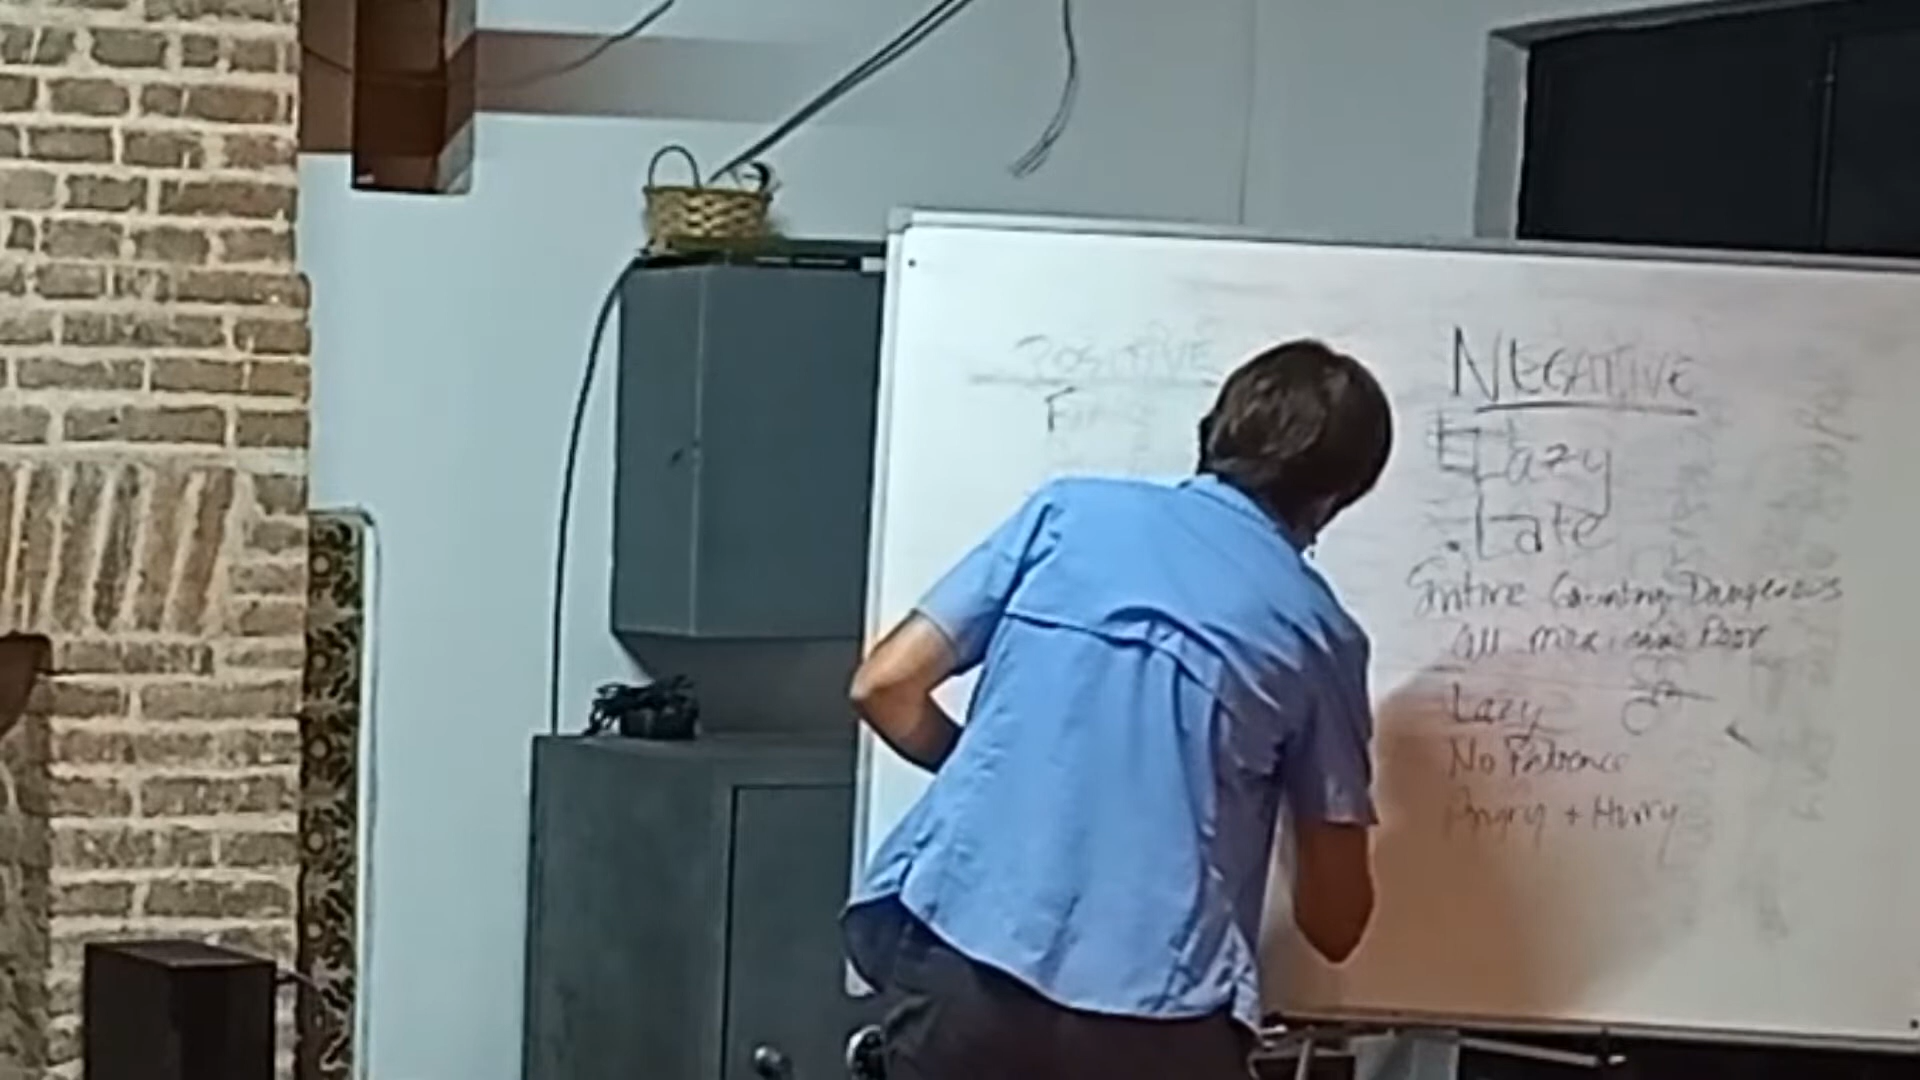 POSITIVE
NEGATIVE
Lazy
Late
Entire Country Dangerous
all mexicans Poor
Lazy
No Patience
Angry + Hurry